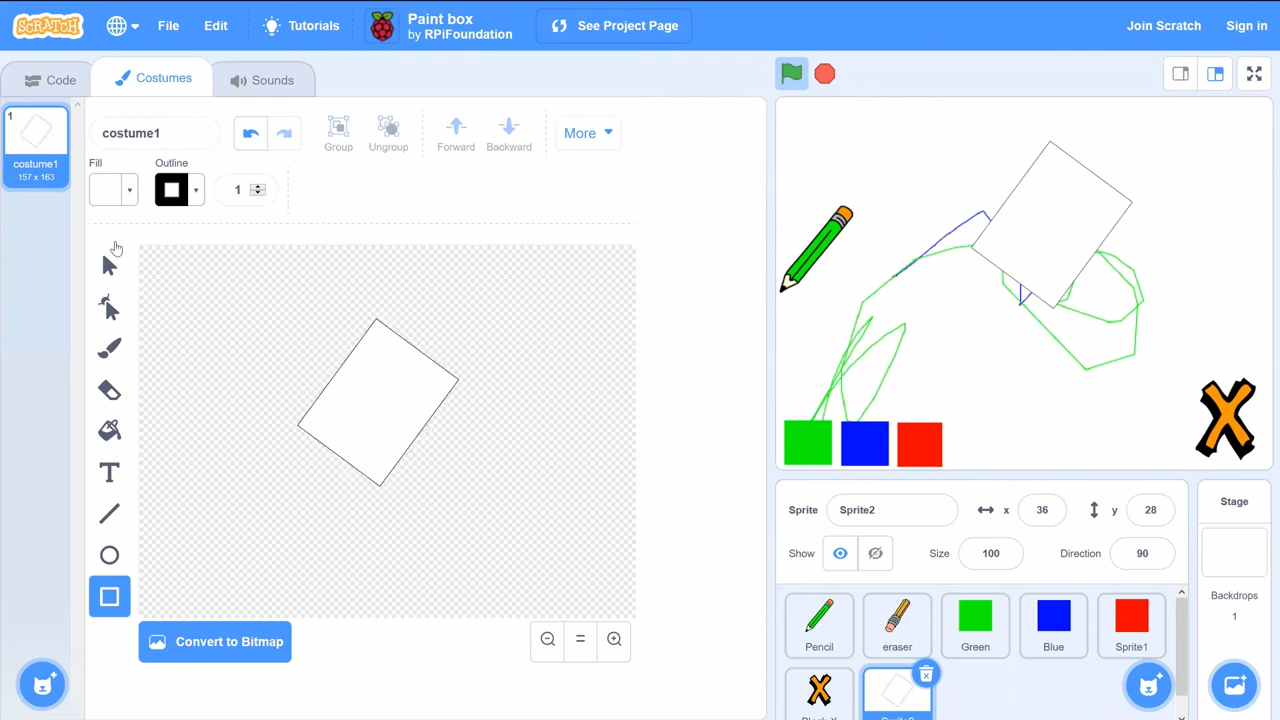 SCRATCH
File
Edit
Tutorials
Paint box
by RPiFoundation
See Project Page
Join Scratch
Sign in
Code
Costumes
Sounds
1
costume1
157 x 163
costume1
Group
Ungroup
Forward
Backward
More
Fill
Outline
1
T
Convert to Bitmap
Sprite
Sprite2
x
36
y
28
Show
Size
100
Direction
90
Stage
Backdrops
1
Pencil
eraser
Green
Blue
Sprite1